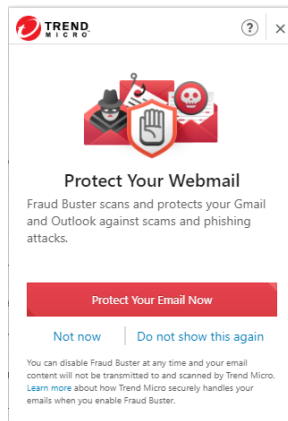 TREND
MICRO
?
×
Protect Your Webmail
Fraud Buster scans and protects your Gmail
and Outlook against scams and phishing
attacks.
Protect Your Email Now
Not now
Do not show this again
You can disable Fraud Buster at any time and your email
content will not be transmitted to and scanned by Trend Micro.
Learn more about how Trend Micro securely handles your
emails when you enable Fraud Buster.